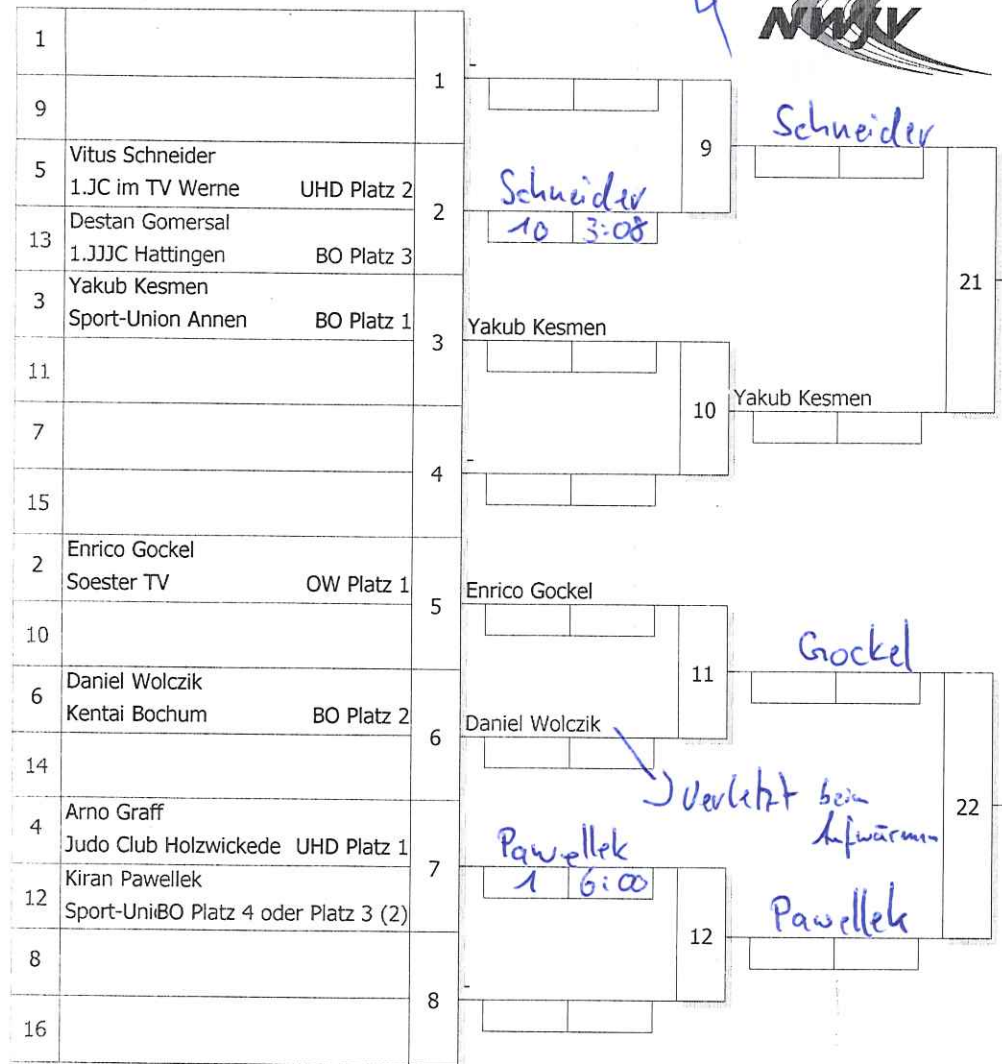 NWJV
1
9
5
Vitus Schneider
1.JC im TV Werne UHD Platz 2
13
Destan Gomersal
1.JJJC Hattingen BO Platz 3
3
Yakub Kesmen
Sport-Union Annen BO Platz 1
11
7
15
2
Enrico Gockel
Soester TV OW Platz 1
10
6
Daniel Wolczik
Kentai Bochum BO Platz 2
14
4
Arno Graff
Judo Club Holzwickede UHD Platz 1
12
Kiran Pawellek
Sport-UniBO Platz 4 oder Platz 3 (2)
8
16
1
2
3
4
5
6
7
8
-
Schneider
10 3:08
Yakub Kesmen
-
Enrico Gockel
Daniel Wolczik
Verletzt beim
Aufwärmen
Pawellek
1 6:00
-
9
10
11
12
Schneider
Yakub Kesmen
Gockel
Pawellek
21
22